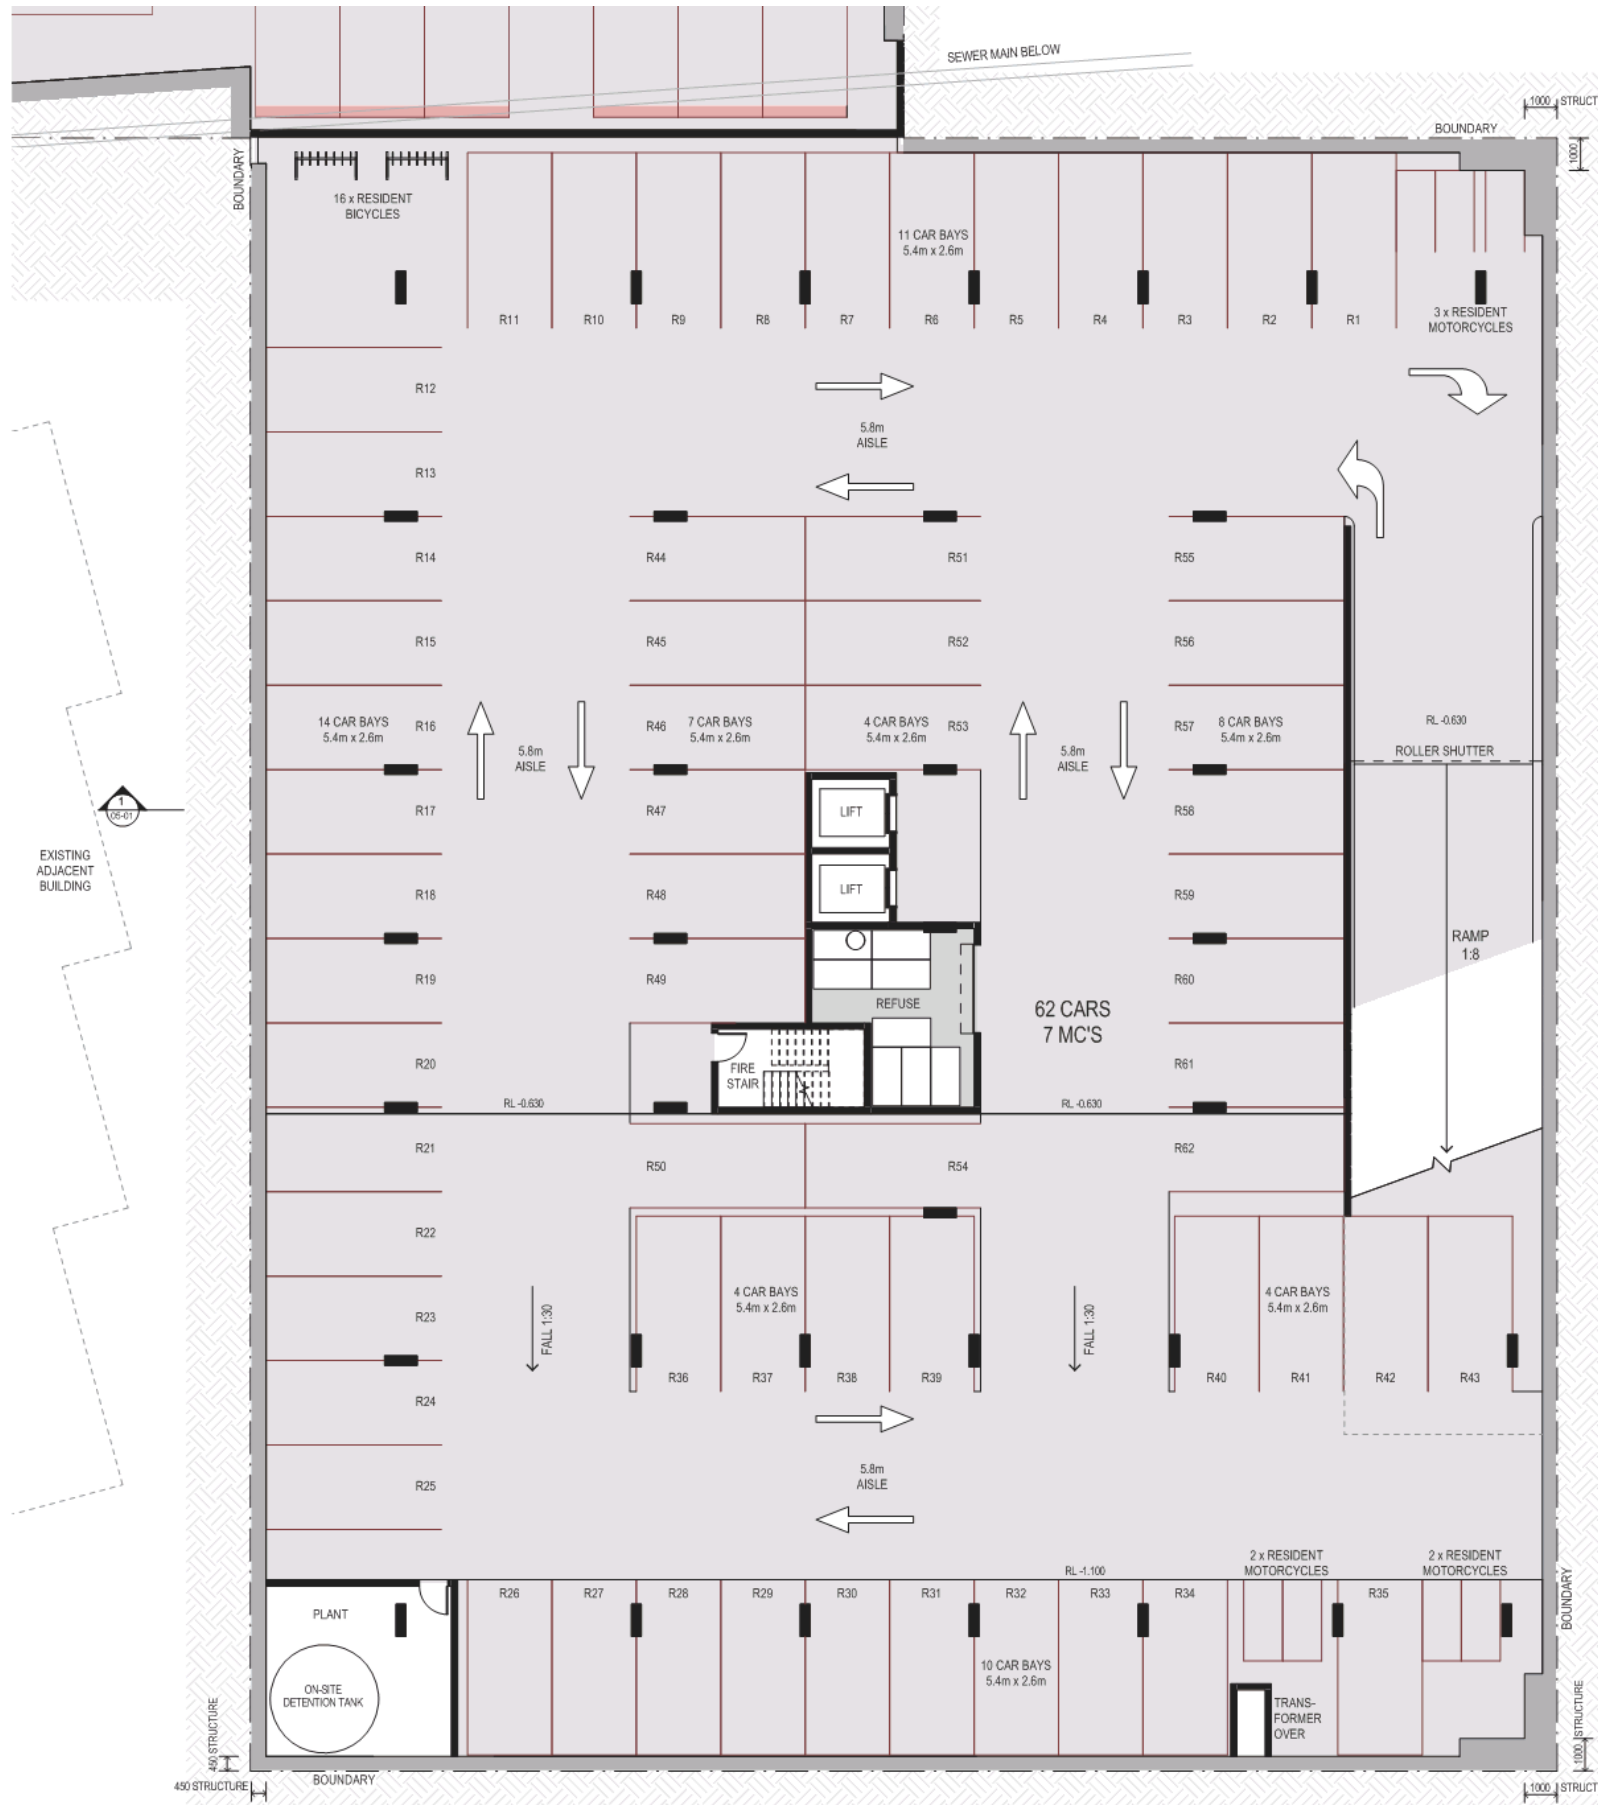 SEWER MAIN BELOW
1000 STRUCT
BOUNDARY
1000
BOUNDARY
16 x RESIDENT
BICYCLES
11 CAR BAYS
5.4m x 2.6m
R11
R10
R9
R8
R7
R6
R5
R4
R3
R2
R1
3 x RESIDENT
MOTORCYCLES
R12
5.8m
AISLE
R13
R14
R44
R51
R55
R15
R45
R52
R56
14 CAR BAYS
5.4m x 2.6m
R16
R46
7 CAR BAYS
5.4m x 2.6m
4 CAR BAYS
5.4m x 2.6m
R53
R57
8 CAR BAYS
5.4m x 2.6m
RL -0.630
5.8m
AISLE
5.8m
AISLE
ROLLER SHUTTER
1
05-01
R17
R47
LIFT
R58
EXISTING
ADJACENT
BUILDING
R18
R48
LIFT
R59
RAMP
1:8
R19
R49
REFUSE
R60
62 CARS
7 MC'S
R20
FIRE
STAIR
R61
RL -0.630
RL -0.630
R21
R50
R54
R62
R22
4 CAR BAYS
5.4m x 2.6m
4 CAR BAYS
5.4m x 2.6m
R23
FALL 1:30
FALL 1:30
R36
R37
R38
R39
R40
R41
R42
R43
R24
5.8m
AISLE
R25
2 x RESIDENT
MOTORCYCLES
2 x RESIDENT
MOTORCYCLES
RL -1.100
R26
R27
R28
R29
R30
R31
R32
R33
R34
R35
PLANT
BOUNDARY
10 CAR BAYS
5.4m x 2.6m
ON-SITE
DETENTION TANK
TRANS-
FORMER
OVER
450 STRUCTURE
1000 STRUCTURE
BOUNDARY
450 STRUCTURE
1000 STRUCT